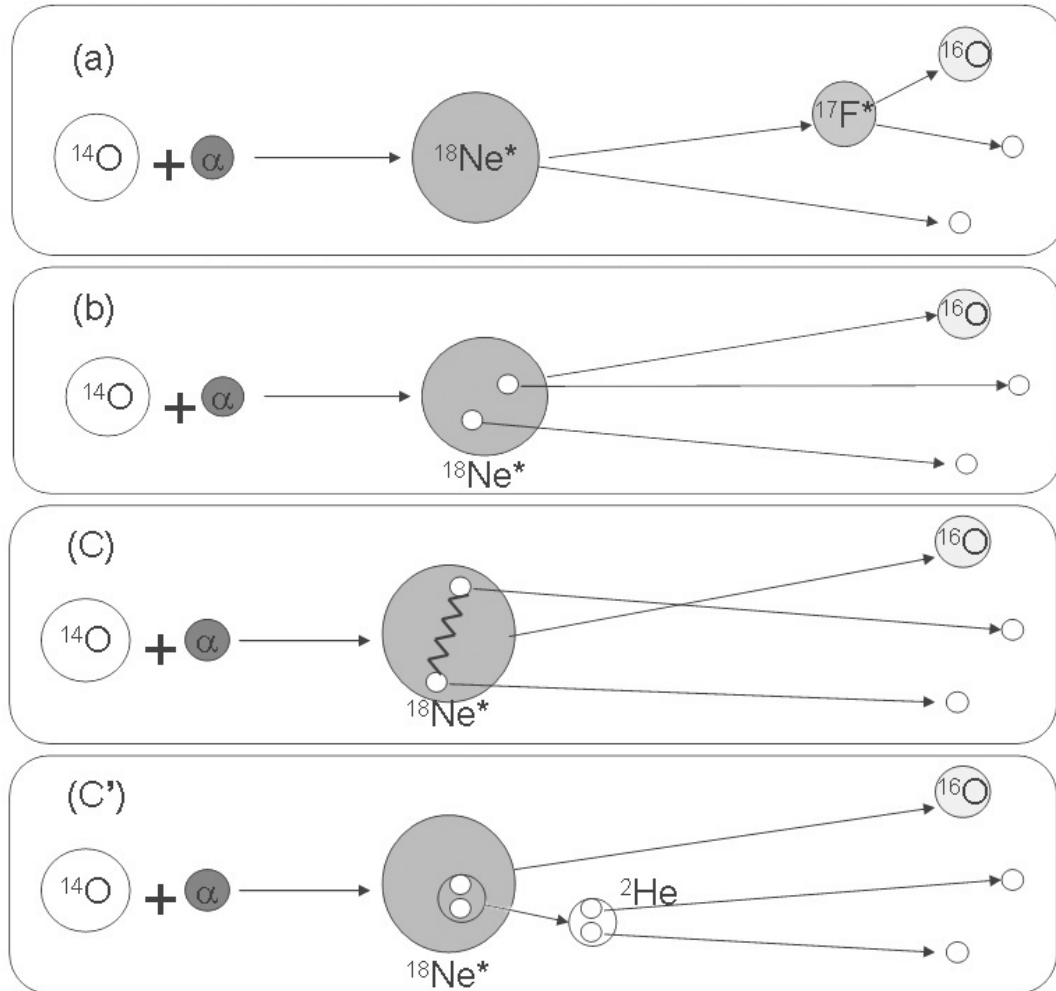 (a)
¹⁴O + α ¹⁸Ne* ¹⁷F* ¹⁶O
(b)
¹⁴O + α ¹⁸Ne* ¹⁶O
(C)
¹⁴O + α ¹⁸Ne* ¹⁶O
(C')
¹⁴O + α ¹⁸Ne* ²He ¹⁶O